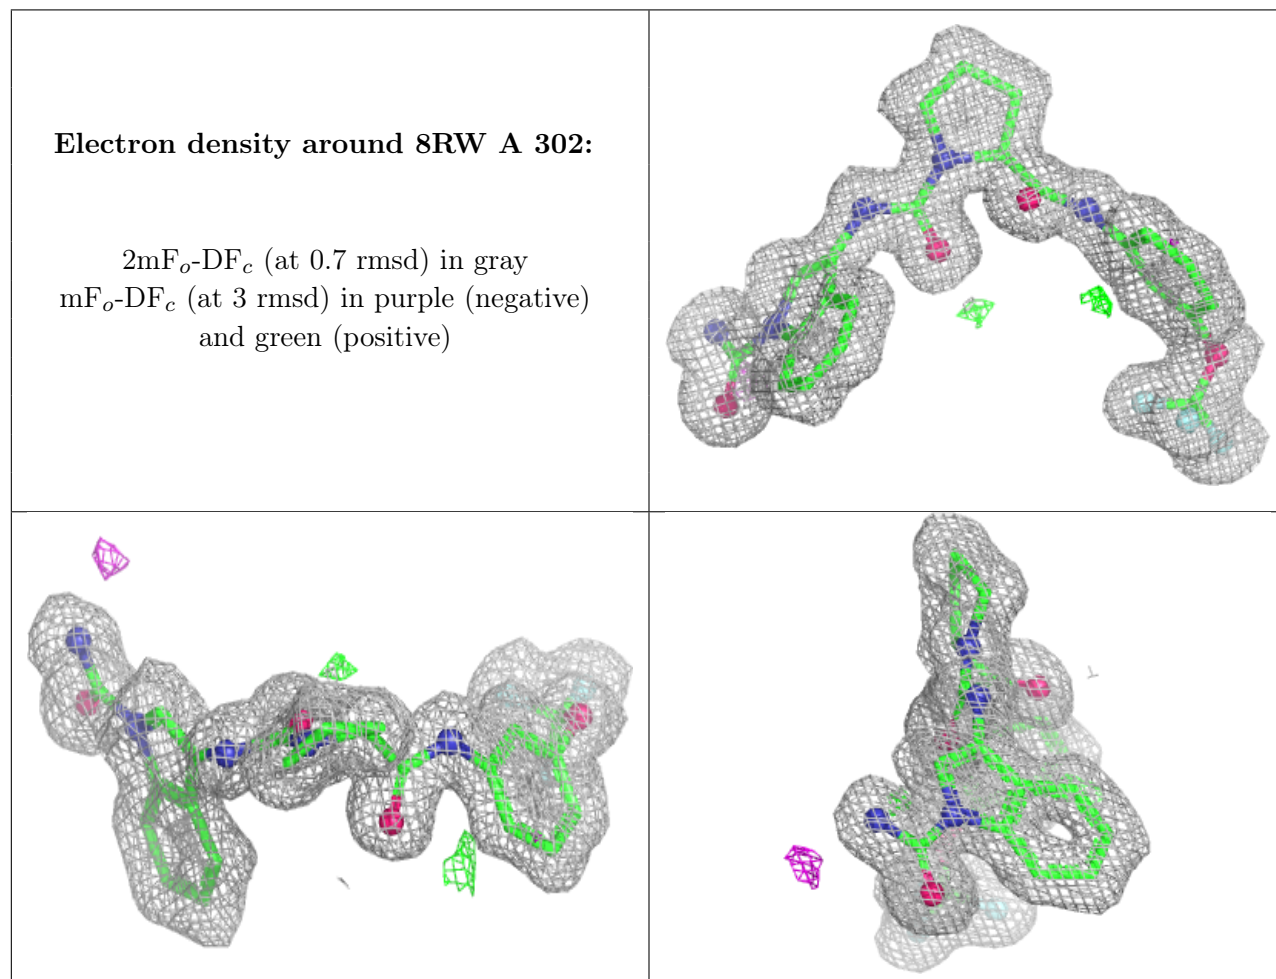 Electron density around 8RW A 302:
2mFₒ-DF𝒸 (at 0.7 rmsd) in gray
mFₒ-DF𝒸 (at 3 rmsd) in purple (negative)
and green (positive)